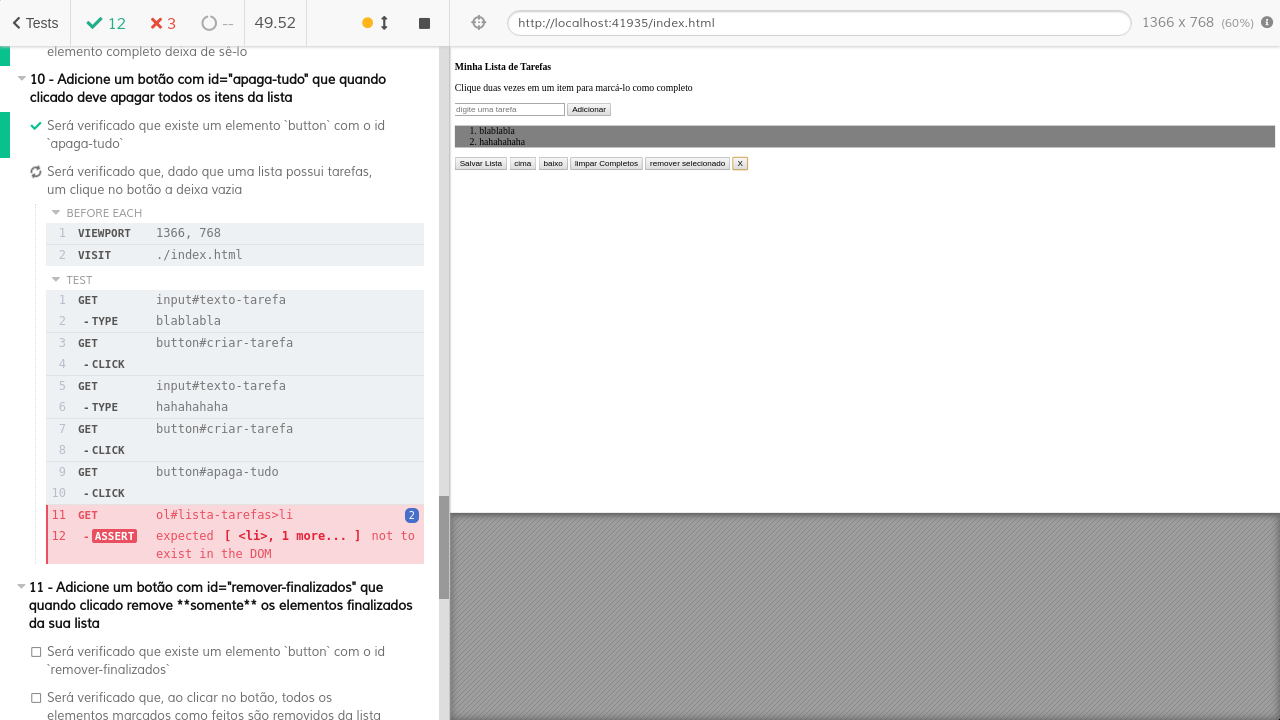 Tests
12
3
--
49.52
http://localhost:41935/index.html
1366 x 768 (60%)
elemento completo deixa de sê-lo
10 - Adicione um botão com id="apaga-tudo" que quando
clicado deve apagar todos os itens da lista
Será verificado que existe um elemento `button` com o id
`apaga-tudo`
Será verificado que, dado que uma lista possui tarefas,
um clique no botão a deixa vazia
BEFORE EACH
1 VIEWPORT 1366, 768
2 VISIT ./index.html
TEST
1 GET input#texto-tarefa
2 -TYPE blablabla
3 GET button#criar-tarefa
4 -CLICK
5 GET input#texto-tarefa
6 -TYPE hahahahaha
7 GET button#criar-tarefa
8 -CLICK
9 GET button#apaga-tudo
10 -CLICK
11 GET ol#lista-tarefas>li 2
12 -ASSERT expected [ <li>, 1 more... ] not to
exist in the DOM
11 - Adicione um botão com id="remover-finalizados" que
quando clicado remove **somente** os elementos finalizados
da sua lista
Será verificado que existe um elemento `button` com o id
`remover-finalizados`
Será verificado que, ao clicar no botão, todos os
elementos marcados como feitos são removidos da lista
Minha Lista de Tarefas
Clique duas vezes em um item para marcá-lo como completo
digite uma tarefa Adicionar
1. blablabla
2. hahahahaha
Salvar Lista cima baixo limpar Completos remover selecionado X